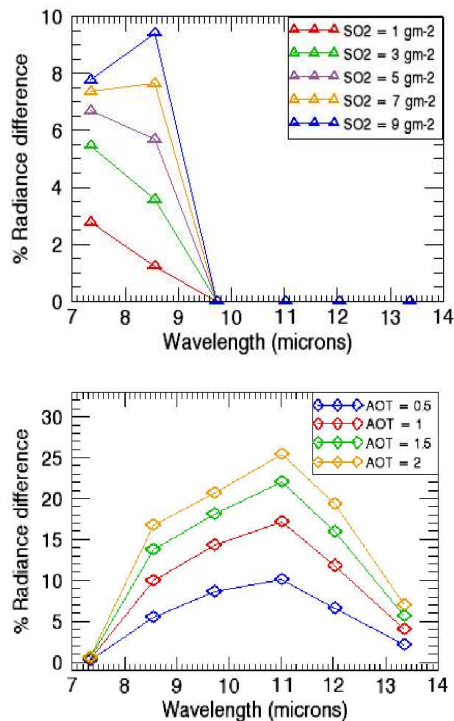 10
8
6
4
2
0
% Radiance difference
SO2 = 1 gm-2
SO2 = 3 gm-2
SO2 = 5 gm-2
SO2 = 7 gm-2
SO2 = 9 gm-2
7 8 9 10 11 12 13 14
Wavelength (microns)
30
25
20
15
10
5
0
% Radiance difference
AOT = 0.5
AOT = 1
AOT = 1.5
AOT = 2
7 8 9 10 11 12 13 14
Wavelength (microns)